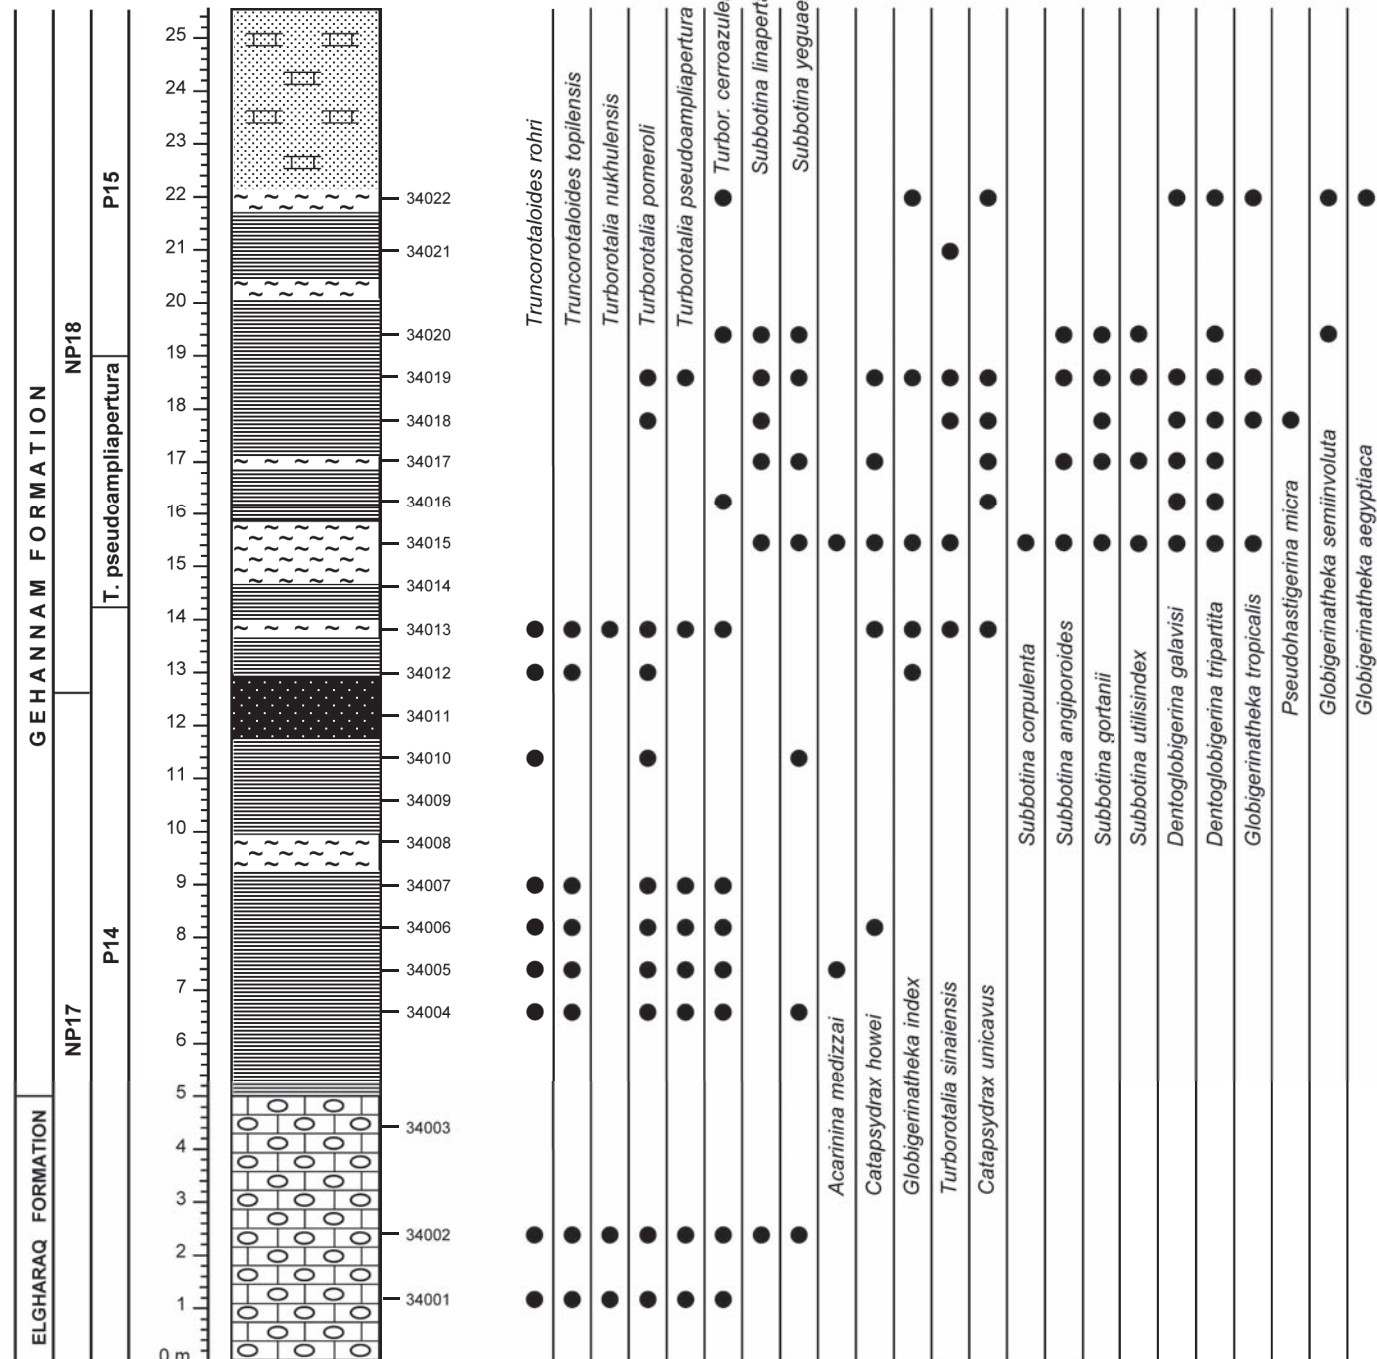 GEHANNAM FORMATION
ELGHARAQ FORMATION
NP18
NP17
P15
T. pseudoampliapertura
P14
25
24
23
22
21
20
19
18
17
16
15
14
13
12
11
10
9
8
7
6
5
4
3
2
1
0 m
34022
34021
34020
34019
34018
34017
34016
34015
34014
34013
34012
34011
34010
34009
34008
34007
34006
34005
34004
34003
34002
34001
Truncorotaloides rohri
Truncorotaloides topilensis
Turborotalia nukhulensis
Turborotalia pomeroli
Turborotalia pseudoampliapertura
Turbor. cerroazule
Subbotina linaperta
Subbotina yeguae
Acarinina medizzai
Catapsydrax howei
Globigerinatheka index
Turborotalia sinaiensis
Catapsydrax unicavus
Subbotina corpulenta
Subbotina angiporoides
Subbotina gortanii
Subbotina utilisindex
Dentoglobigerina galavisi
Dentoglobigerina tripartita
Globigerinatheka tropicalis
Pseudohastigerina micra
Globigerinatheka semiinvoluta
Globigerinatheka aegyptiaca